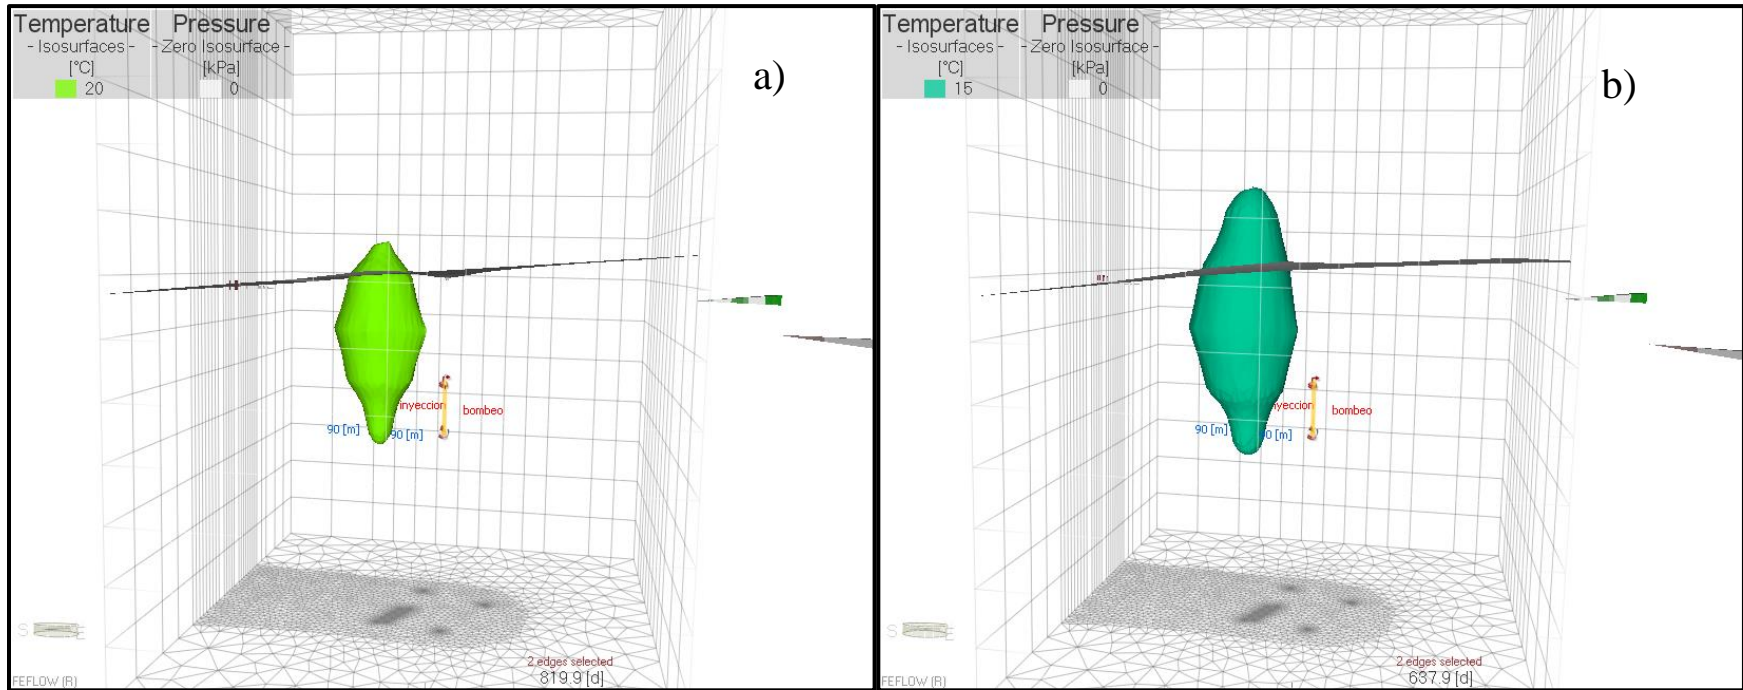 Temperature Pressure
- Isosurfaces - - Zero Isosurface -
[°C] [kPa]
20 0
a)
inyeccion
bombeo
90 [m] 90 [m]
S E
2 edges selected
819.9 [d]
FEFLOW (R)
Temperature Pressure
- Isosurfaces - - Zero Isosurface -
[°C] [kPa]
15 0
b)
bombeo
90 [m]
S E
2 edges selected
637.9 [d]
FEFLOW (R)